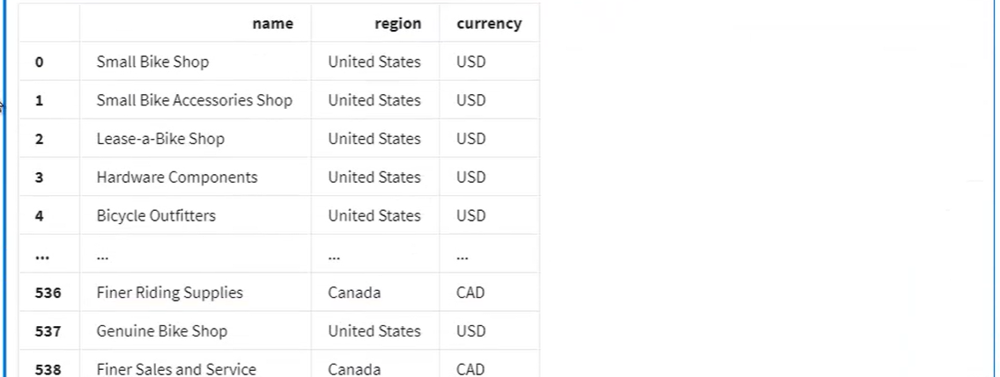 name region currency
0 Small Bike Shop United States USD
1 Small Bike Accessories Shop United States USD
2 Lease-a-Bike Shop United States USD
3 Hardware Components United States USD
4 Bicycle Outfitters United States USD
... ... ... ...
536 Finer Riding Supplies Canada CAD
537 Genuine Bike Shop United States USD
538 Finer Sales and Service Canada CAD